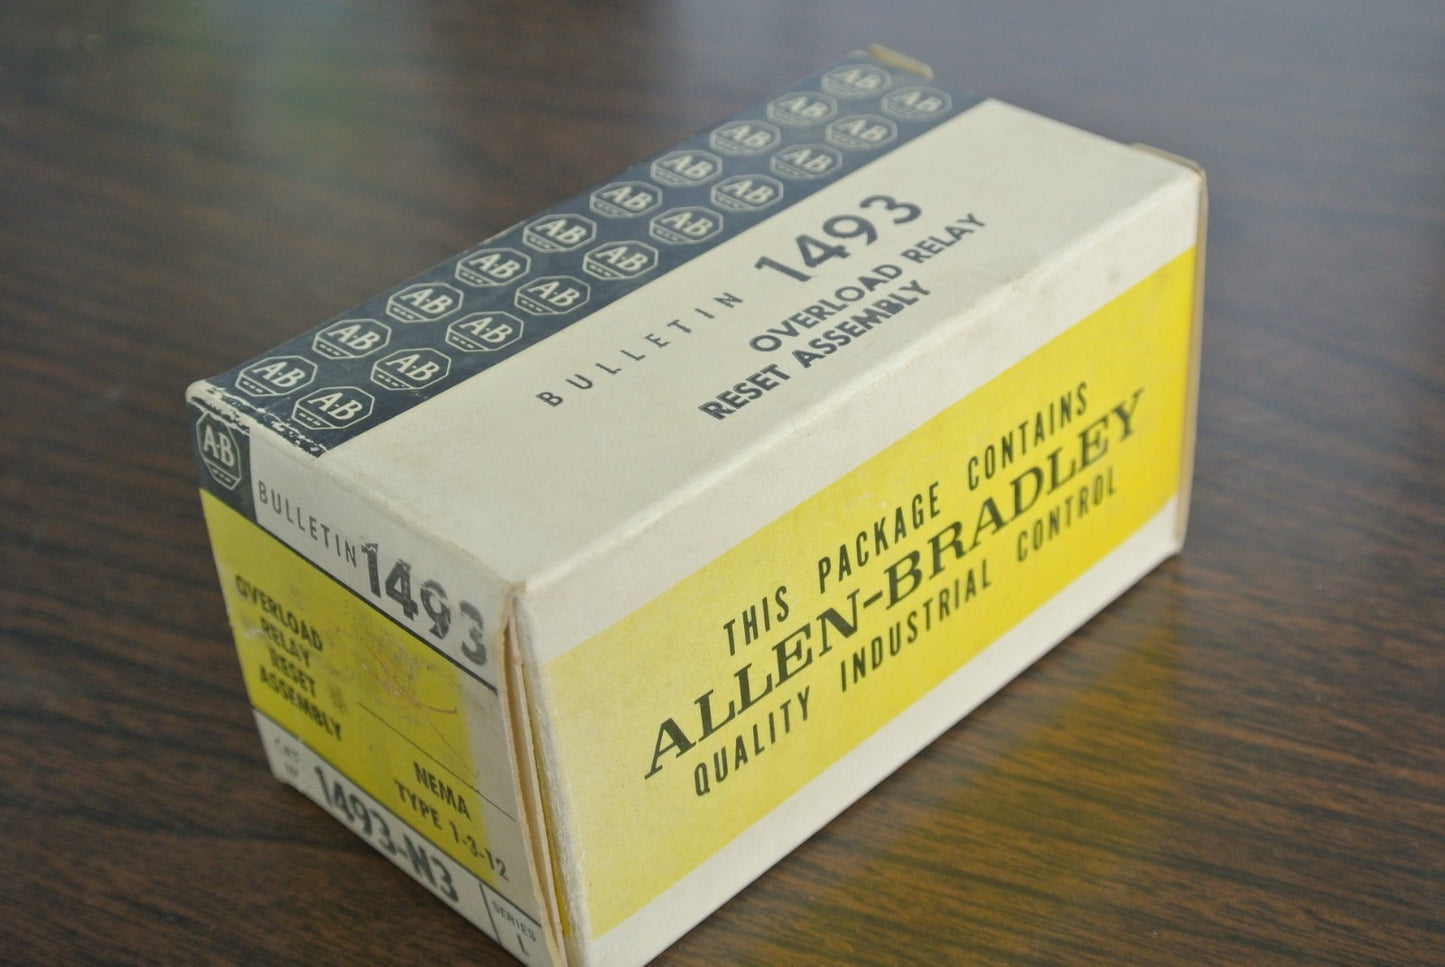 BULLETIN 1493
OVERLOAD RELAY
RESET ASSEMBLY
THIS PACKAGE CONTAINS
ALLEN-BRADLEY
QUALITY INDUSTRIAL CONTROL
A-B
BULLETIN 1493
OVERLOAD
RELAY
RESET
ASSEMBLY
NEMA
TYPE 1-3-12
CAT.
1493-N3
SERIES
L